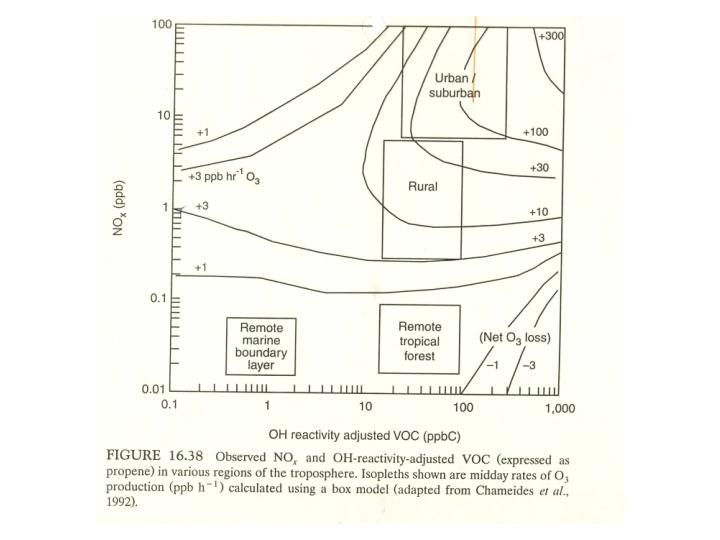 100
+300
Urban /
suburban
10
+1
+100
+3 ppb hr⁻¹ O₃
+30
Rural
NOₓ (ppb)
1
+3
+10
+3
+1
0.1
Remote
marine
boundary
layer
Remote
tropical
forest
(Net O₃ loss)
−1
−3
0.01
0.1
1
10
100
1,000
OH reactivity adjusted VOC (ppbC)
FIGURE 16.38 Observed NOₓ and OH-reactivity-adjusted VOC (expressed as
propene) in various regions of the troposphere. Isopleths shown are midday rates of O₃
production (ppb h⁻¹) calculated using a box model (adapted from Chameides et al.,
1992).